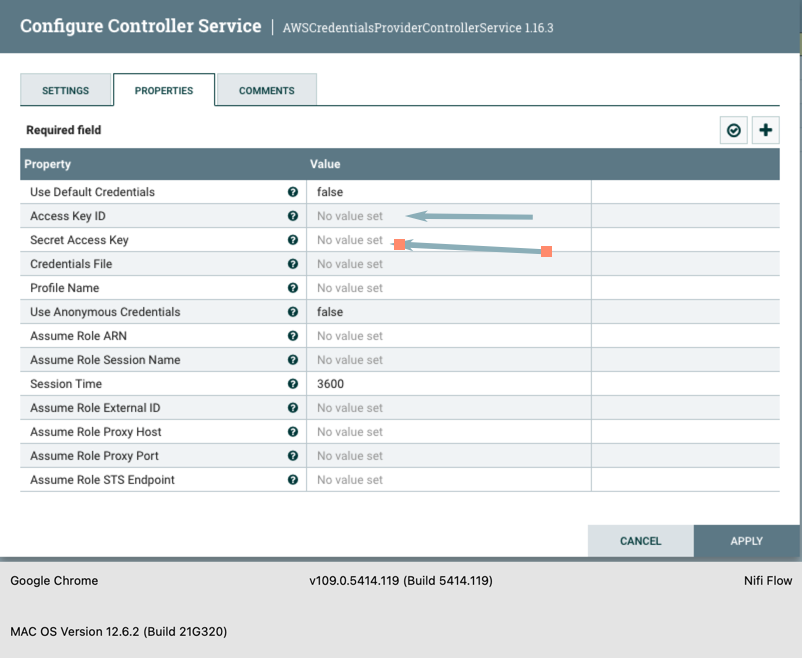 Configure Controller Service | AWSCredentialsProviderControllerService 1.16.3
SETTINGS PROPERTIES COMMENTS
Required field
Property Value
Use Default Credentials false
Access Key ID No value set
Secret Access Key No value set
Credentials File No value set
Profile Name No value set
Use Anonymous Credentials false
Assume Role ARN No value set
Assume Role Session Name No value set
Session Time 3600
Assume Role External ID No value set
Assume Role Proxy Host No value set
Assume Role Proxy Port No value set
Assume Role STS Endpoint No value set
CANCEL APPLY
Google Chrome v109.0.5414.119 (Build 5414.119) Nifi Flow
MAC OS Version 12.6.2 (Build 21G320)